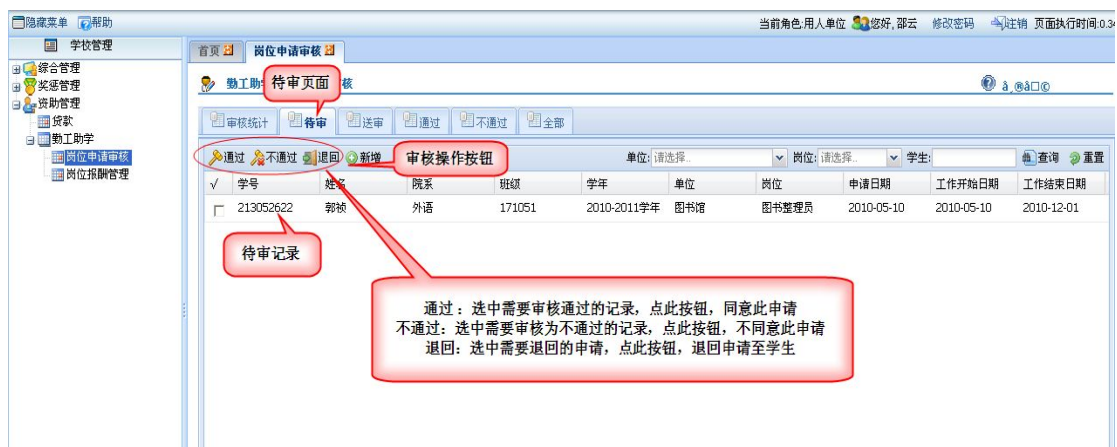 隐藏菜单 帮助 当前角色:用人单位 您好,邵云 修改密码 注销 页面执行时间:0.34
学校管理
首页 岗位申请审核
综合管理
奖惩管理
资助管理
贷款
勤工助学
岗位申请审核
岗位报酬管理
勤工助 核
待审页面
审核统计 待审 送审 通过 不通过 全部
通过 不通过 退回 新增 审核操作按钮 单位: 请选择.. 岗位: 请选择.. 学生: 查询 重置
√ 学号 姓名 院系 班级 学年 单位 岗位 申请日期 工作开始日期 工作结束日期
213052622 郭祯 外语 171051 2010-2011学年 图书馆 图书整理员 2010-05-10 2010-05-10 2010-12-01
待审记录
通过：选中需要审核通过的记录，点此按钮，同意此申请
不通过：选中需要审核为不通过的记录，点此按钮，不同意此申请
退回：选中需要退回的申请，点此按钮，退回申请至学生